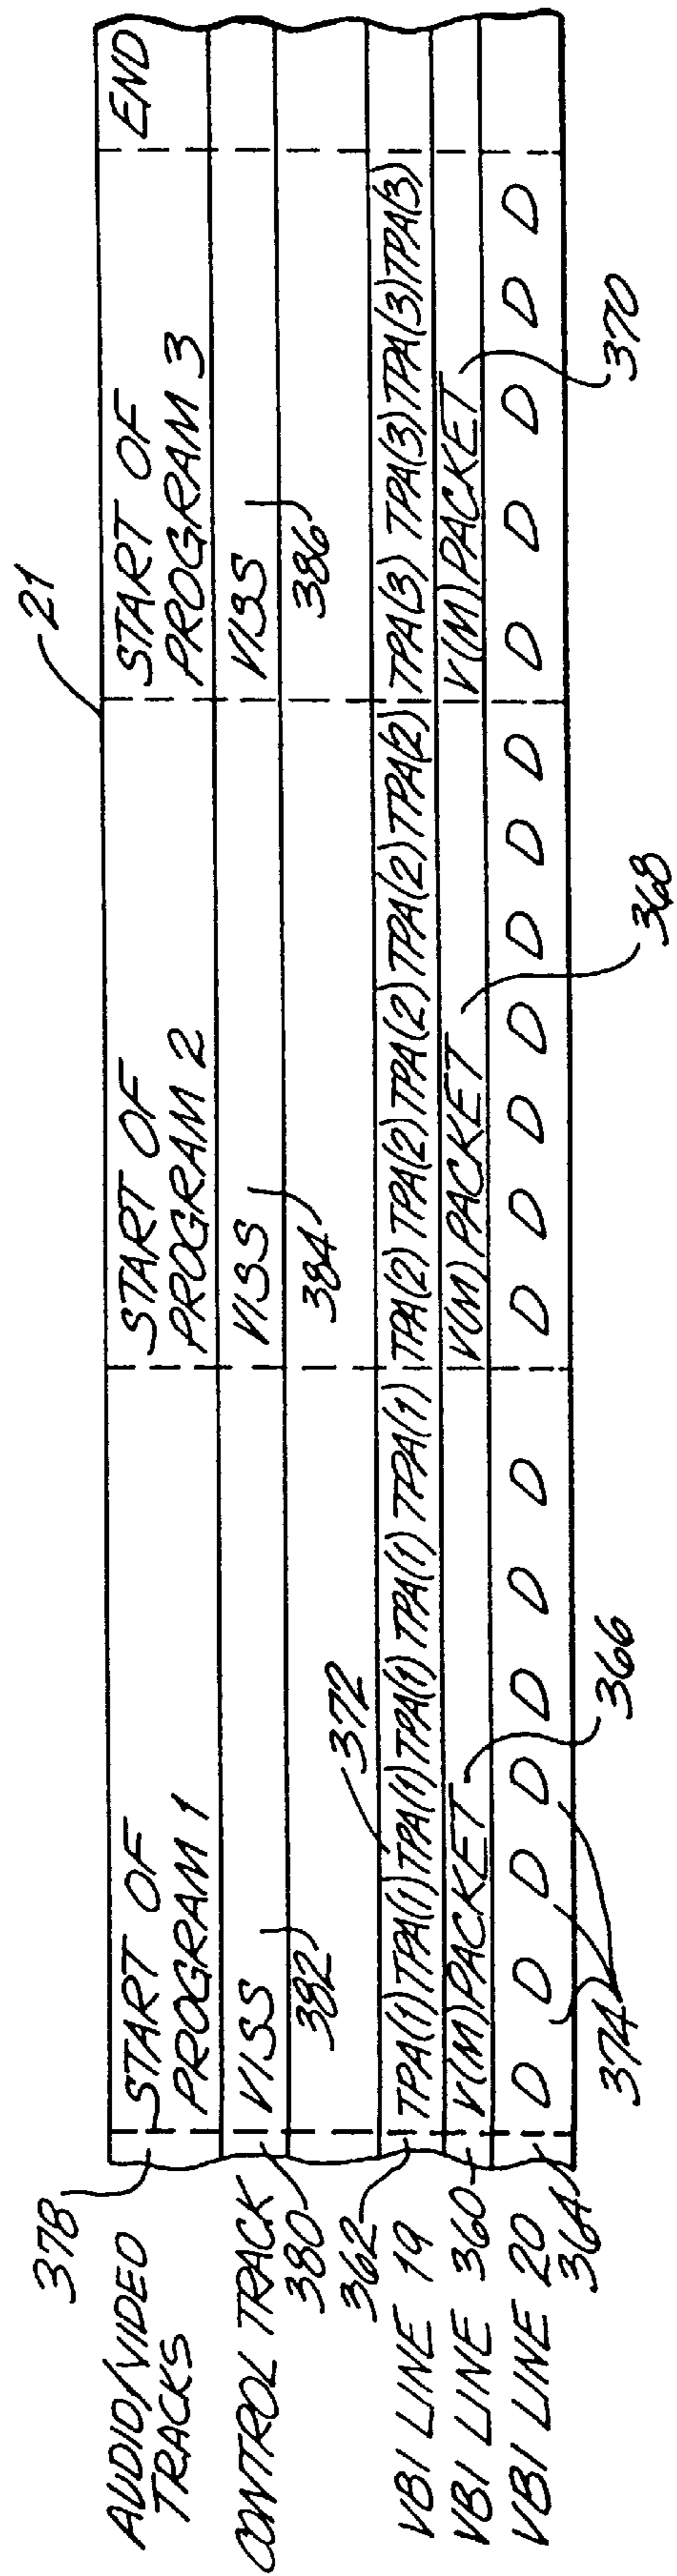 21
378
AUDIO/VIDEO
TRACKS
START OF
PROGRAM 1
START OF
PROGRAM 2
START OF
PROGRAM 3
END
CONTROL TRACK
380
VISS
382
VISS
384
VISS
386
372
362
VBI LINE 19
TPA(1) TPA(1) TPA(1) TPA(1) TPA(1) TPA(1) TPA(2) TPA(2) TPA(2) TPA(2) TPA(2) TPA(3) TPA(3) TPA(3) TPA(3)
VBI LINE 360
V(M)PACKET
366
V(M)PACKET
368
V(M)PACKET
370
VBI LINE 20
364
D D D D D D D D D D D D D D D D D D D
374